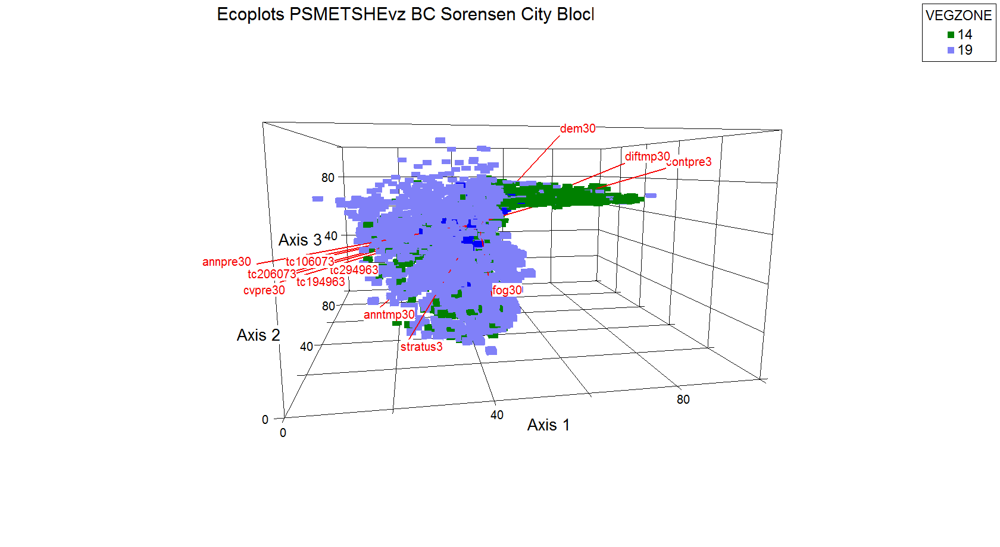 Ecoplots PSMETSHEvz BC Sorensen City Block
VEGZONE
14
19
dem30
diftmp30
contpre3
80
Axis 3
40
annpre30
tc106073
tc294963
tc206073
tc194963
cvpre30
fog30
80
anntmp30
Axis 2
40
stratus3
80
0
40
Axis 1
0